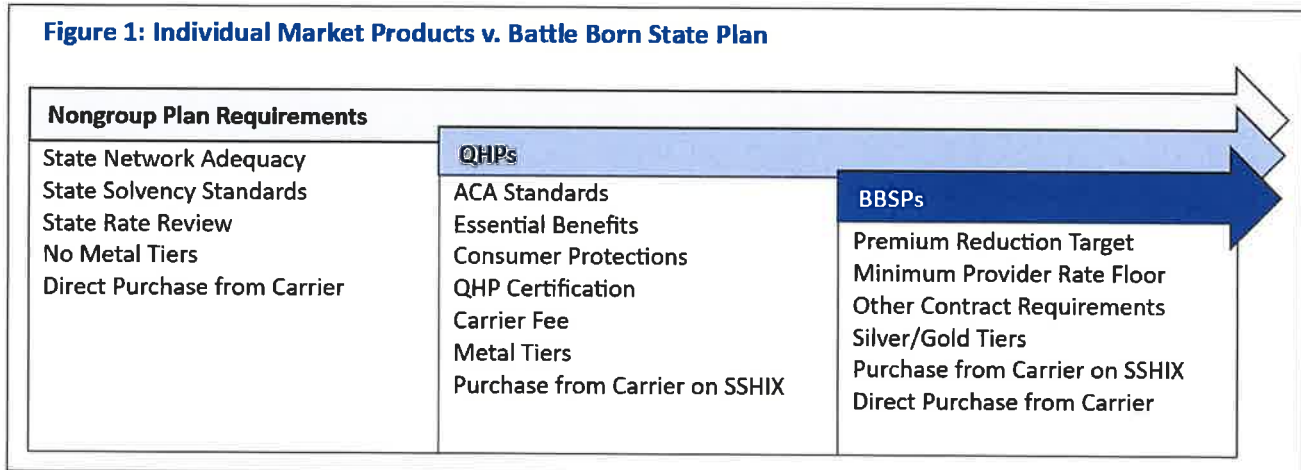 Figure 1: Individual Market Products v. Battle Born State Plan
Nongroup Plan Requirements
State Network Adequacy
State Solvency Standards
State Rate Review
No Metal Tiers
Direct Purchase from Carrier
QHPs
ACA Standards
Essential Benefits
Consumer Protections
QHP Certification
Carrier Fee
Metal Tiers
Purchase from Carrier on SSHIX
BBSPs
Premium Reduction Target
Minimum Provider Rate Floor
Other Contract Requirements
Silver/Gold Tiers
Purchase from Carrier on SSHIX
Direct Purchase from Carrier